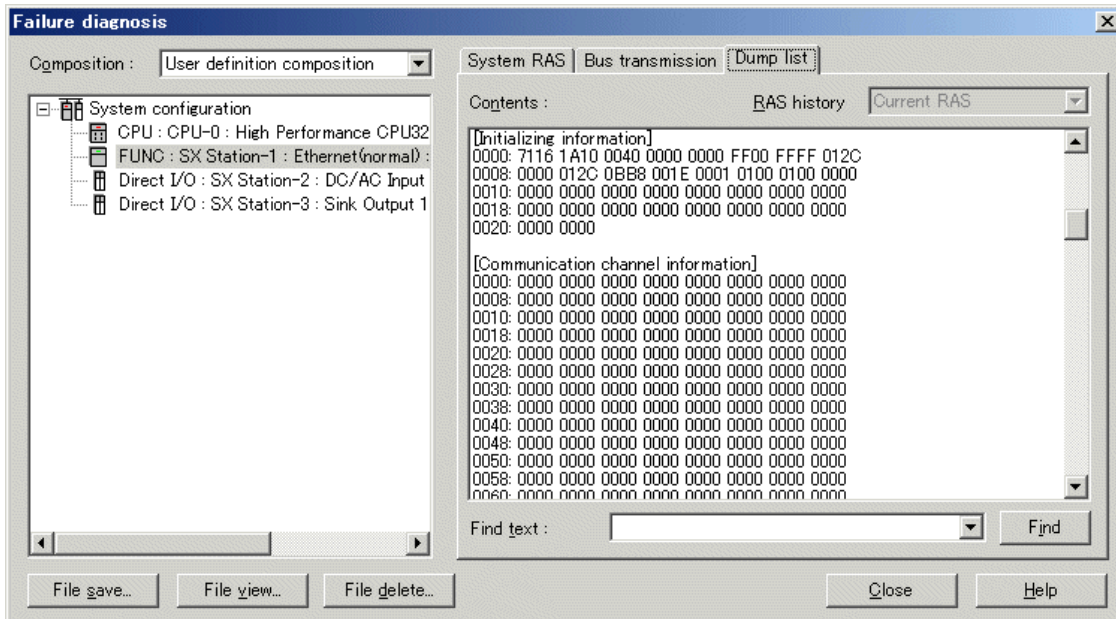 Failure diagnosis
Composition : User definition composition
System configuration
CPU : CPU-0 : High Performance CPU32
FUNC : SX Station-1 : Ethernet(normal) :
Direct I/O : SX Station-2 : DC/AC Input
Direct I/O : SX Station-3 : Sink Output 1
System RAS Bus transmission Dump list
Contents : RAS history Current RAS
[Initializing information]
0000: 7116 1A10 0040 0000 0000 FF00 FFFF 012C
0008: 0000 012C 0BB8 001E 0001 0100 0100 0000
0010: 0000 0000 0000 0000 0000 0000 0000 0000
0018: 0000 0000 0000 0000 0000 0000 0000 0000
0020: 0000 0000
[Communication channel information]
0000: 0000 0000 0000 0000 0000 0000 0000 0000
0008: 0000 0000 0000 0000 0000 0000 0000 0000
0010: 0000 0000 0000 0000 0000 0000 0000 0000
0018: 0000 0000 0000 0000 0000 0000 0000 0000
0020: 0000 0000 0000 0000 0000 0000 0000 0000
0028: 0000 0000 0000 0000 0000 0000 0000 0000
0030: 0000 0000 0000 0000 0000 0000 0000 0000
0038: 0000 0000 0000 0000 0000 0000 0000 0000
0040: 0000 0000 0000 0000 0000 0000 0000 0000
0048: 0000 0000 0000 0000 0000 0000 0000 0000
0050: 0000 0000 0000 0000 0000 0000 0000 0000
0058: 0000 0000 0000 0000 0000 0000 0000 0000
0060: 0000 0000 0000 0000 0000 0000 0000 0000
Find text : Find
File save... File view... File delete... Close Help